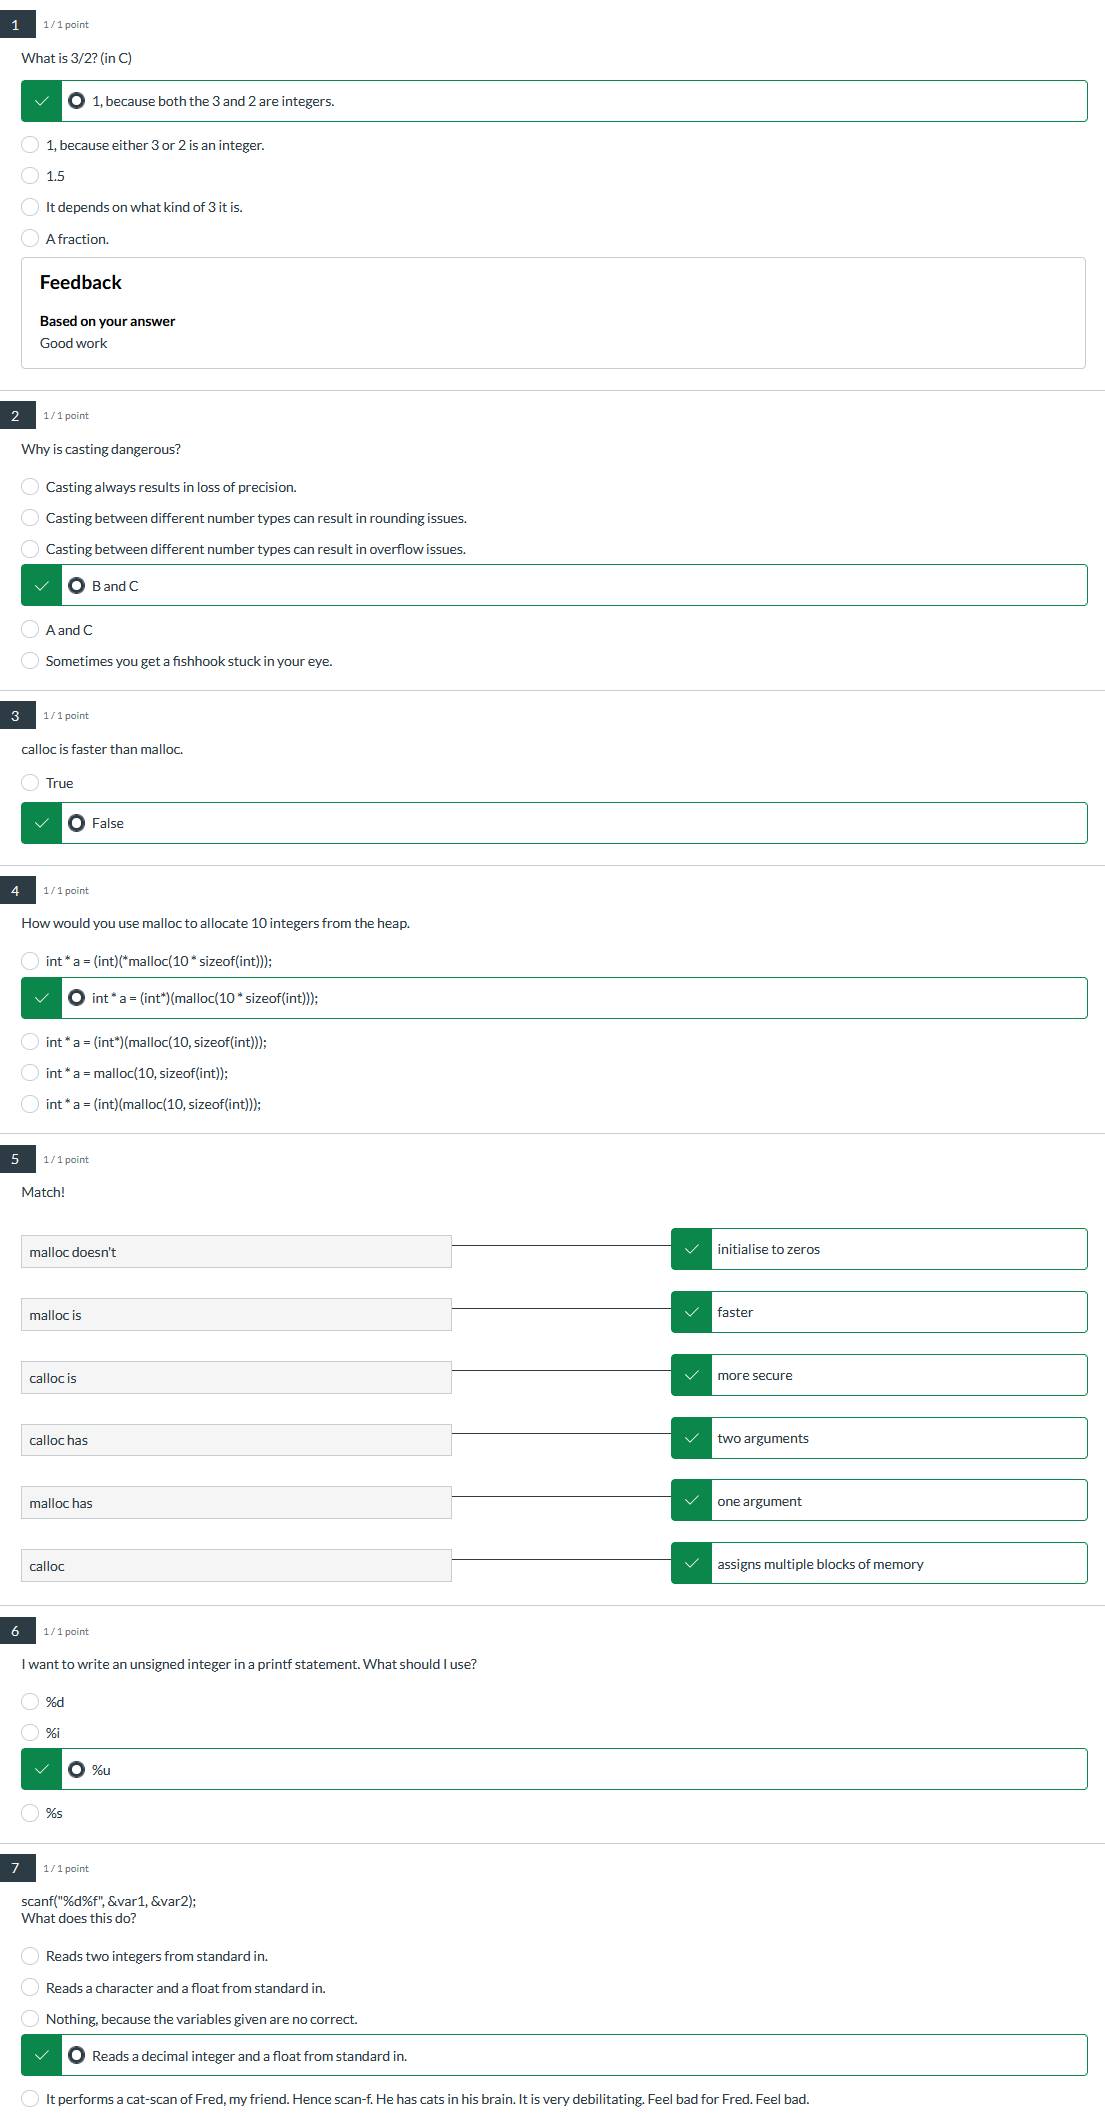 1
1 / 1 point
What is 3/2? (in C)
1, because both the 3 and 2 are integers.
1, because either 3 or 2 is an integer.
1.5
It depends on what kind of 3 it is.
A fraction.
Feedback
Based on your answer
Good work
2
1 / 1 point
Why is casting dangerous?
Casting always results in loss of precision.
Casting between different number types can result in rounding issues.
Casting between different number types can result in overflow issues.
B and C
A and C
Sometimes you get a fishhook stuck in your eye.
3
1 / 1 point
calloc is faster than malloc.
True
False
4
1 / 1 point
How would you use malloc to allocate 10 integers from the heap.
int * a = (int)(*malloc(10 * sizeof(int)));
int * a = (int*)(malloc(10 * sizeof(int)));
int * a = (int*)(malloc(10, sizeof(int)));
int * a = malloc(10, sizeof(int));
int * a = (int)(malloc(10, sizeof(int)));
5
1 / 1 point
Match!
malloc doesn't
initialise to zeros
malloc is
faster
calloc is
more secure
calloc has
two arguments
malloc has
one argument
calloc
assigns multiple blocks of memory
6
1 / 1 point
I want to write an unsigned integer in a printf statement. What should I use?
%d
%i
%u
%s
7
1 / 1 point
scanf("%d%f", &var1, &var2);
What does this do?
Reads two integers from standard in.
Reads a character and a float from standard in.
Nothing, because the variables given are no correct.
Reads a decimal integer and a float from standard in.
It performs a cat-scan of Fred, my friend. Hence scan-f. He has cats in his brain. It is very debilitating. Feel bad for Fred. Feel bad.